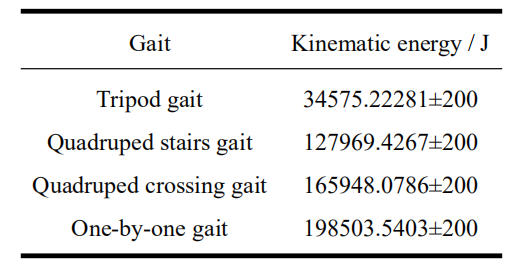 Gait Kinematic energy / J
Tripod gait 34575.22281±200
Quadruped stairs gait 127969.4267±200
Quadruped crossing gait 165948.0786±200
One-by-one gait 198503.5403±200